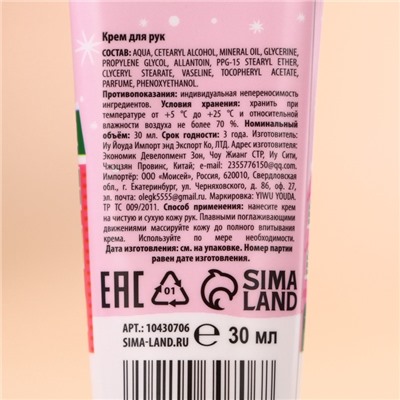 Крем для рук
СОСТАВ: AQUA, CETEARYL ALCOHOL, MINERAL OIL, GLYCERINE,
PROPYLENE GLYCOL, ALLANTOIN, PPG-15 STEARYL ETHER,
CLYCERYL STEARATE, VASELINE, TOCOPHERYL ACETATE,
PARFUME, PHENOXYETHANOL.
Противопоказания: индивидуальная непереносимость
ингредиентов. Условия хранения: хранить при
температуре от +5 °C до +25 °C и относительной
влажности воздуха не более 70 %. Номинальный
объём: 30 мл. Срок годности: 3 года. Изготовитель:
Иу Йоуда Импорт энд Экспорт Ко, ЛТД. Адрес изготовителя:
Экономик Девелопмент Зон, Чоу Жианг СТР, Иу Сити,
Чжэцзян Провинс, Китай; e-mail: 2355776150@qq.com.
Импортёр: ООО «Моисей», Россия, 620010, Свердловская
обл., г. Екатеринбург, ул. Черняховского, д. 86, оф. 27,
эл. почта: olegk5555@mail.ru. Маркировка: YIWU YOUDA.
ТР ТС 009/2011. Способ применения: нанесите крем
на чистую и сухую кожу рук. Плавными поглаживающими
движениями массируйте кожу до полного впитывания
крема. Используйте по мере необходимости.
Дата изготовления: см. на упаковке. Номер партии
равен дате изготовления.
EAC
01
SIMA
LAND
АРТ.: 10430706
SIMA-LAND.RU
℮ 30 мл